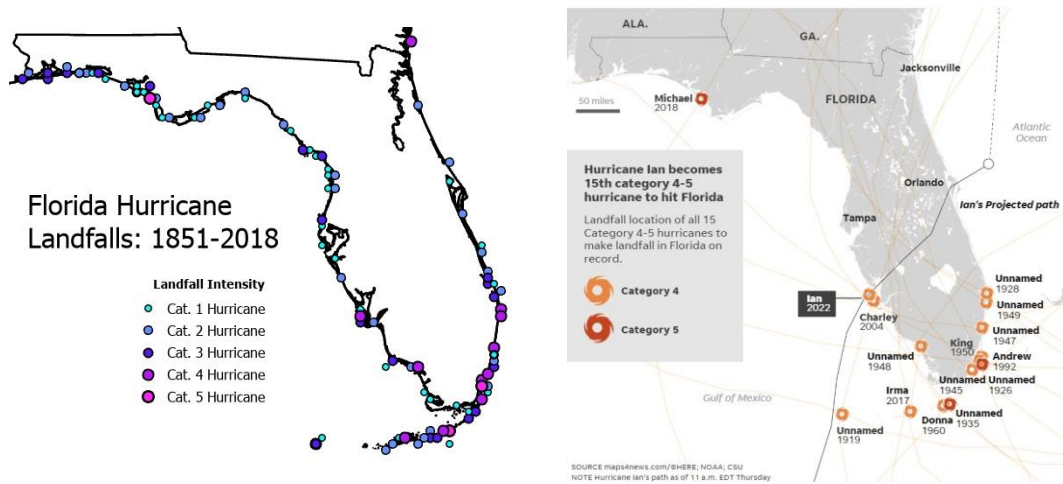 Florida Hurricane
Landfalls: 1851-2018
Landfall Intensity
Cat. 1 Hurricane
Cat. 2 Hurricane
Cat. 3 Hurricane
Cat. 4 Hurricane
Cat. 5 Hurricane
ALA.
GA.
Jacksonville
50 miles
Michael
2018
FLORIDA
Atlantic
Ocean
Hurricane Ian becomes
15th category 4-5
hurricane to hit Florida
Landfall location of all 15
Category 4-5 hurricanes to
make landfall in Florida on
record.
Category 4
Category 5
Orlando
Ian's Projected path
Tampa
Ian
2022
Charley
2004
Unnamed
1928
Unnamed
1949
Unnamed
1947
King
1950
Andrew
1992
Unnamed
1948
Unnamed
1945
Unnamed
1926
Irma
2017
Donna
1960
Unnamed
1935
Gulf of Mexico
Unnamed
1919
SOURCE maps4news.com/©HERE; NOAA; CSU
NOTE Hurricane Ian's path as of 11 a.m. EDT Thursday